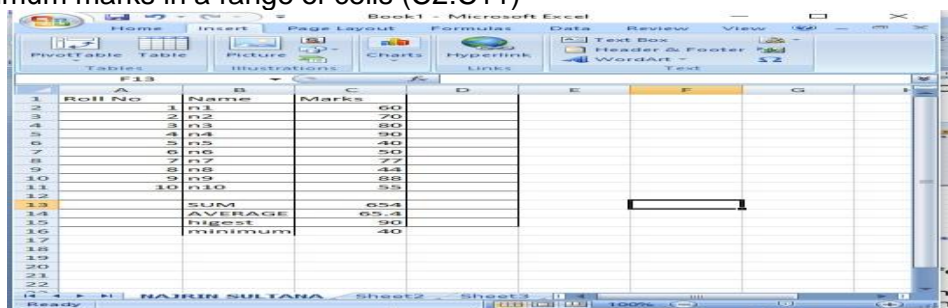 mum marks in a range of cells (C2:C11)
Book1 - Microsoft Excel
Home Insert Page Layout Formulas Data Review View
PivotTable Table Picture Charts Hyperlink Text Box Header & Footer WordArt
Tables Illustrations Links Text
F13 fx
A B C D E F G
1 Roll No Name Marks
2 1 n1 60
3 2 n2 70
4 3 n3 80
5 4 n4 90
6 5 n5 40
7 6 n6 50
8 7 n7 77
9 8 n8 44
10 9 n9 88
11 10 n10 55
12
13 SUM 654
14 AVERAGE 65.4
15 higest 90
16 minimum 40
17
18
19
20
21
22
NAJRIN SULTANA Sheet2 Sheet3
Ready 100%